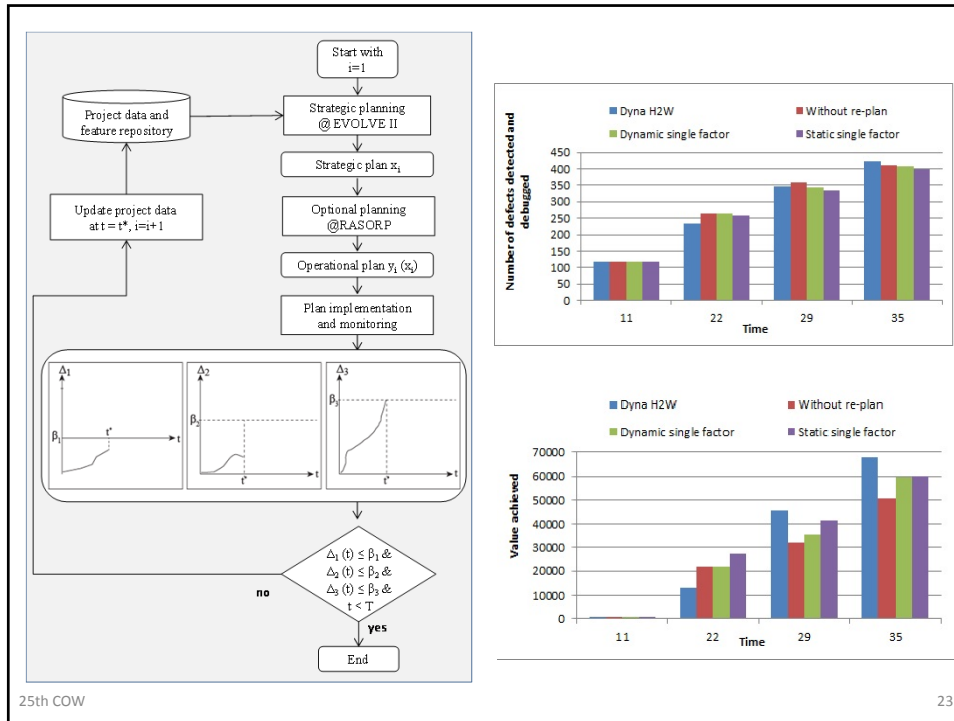 Start with
i=1
Project data and
feature repository
Strategic planning
@ EVOLVE II
Strategic plan xᵢ
Update project data
at t = t*, i=i+1
Optional planning
@RASORP
Operational plan yᵢ (xᵢ)
Plan implementation
and monitoring
Δ₁
β₁
t*
t
Δ₂
β₂
t*
t
Δ₃
β₃
t*
t
Δ₁ (t) ≤ β₁ &
Δ₂ (t) ≤ β₂ &
Δ₃ (t) ≤ β₃ &
t < T
no
yes
End
Dyna H2W
Without re-plan
Dynamic single factor
Static single factor
Number of defects detected and
debugged
450
400
350
300
250
200
150
100
50
0
11
22
29
35
Time
Dyna H2W
Without re-plan
Dynamic single factor
Static single factor
Value achieved
70000
60000
50000
40000
30000
20000
10000
0
11
22
29
35
Time
25th COW
23